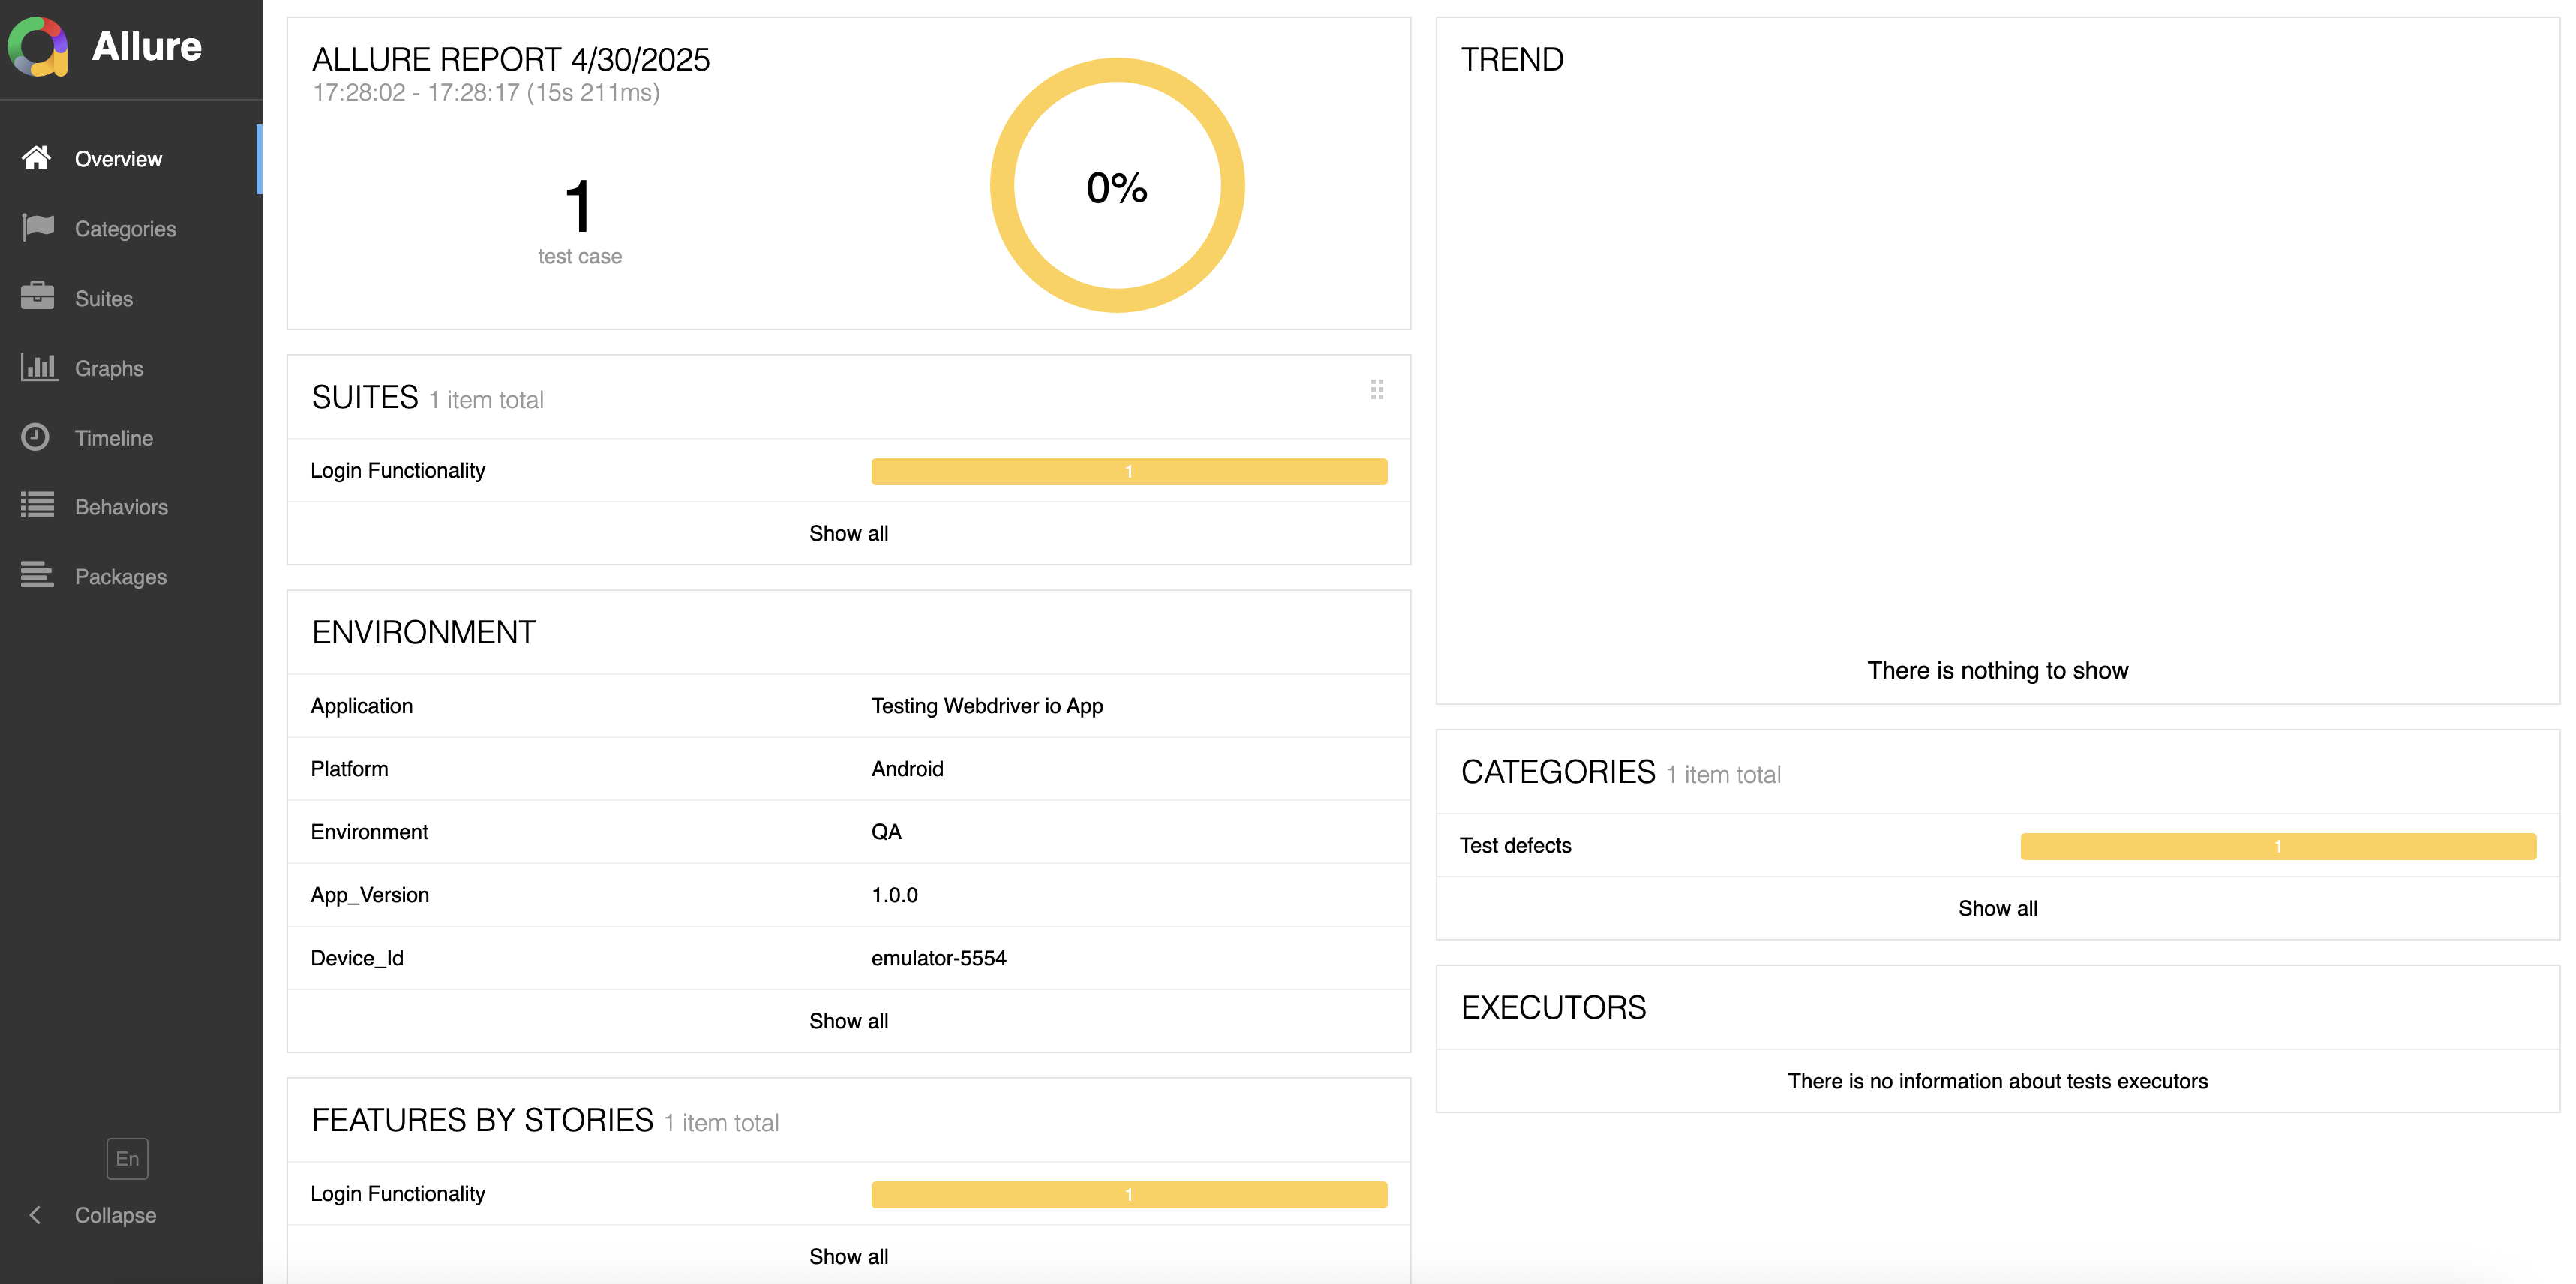 Allure
Overview
Categories
Suites
Graphs
Timeline
Behaviors
Packages
En
Collapse
ALLURE REPORT 4/30/2025
17:28:02 - 17:28:17 (15s 211ms)
1
test case
0%
SUITES 1 item total
Login Functionality 1
Show all
ENVIRONMENT
Application Testing Webdriver io App
Platform Android
Environment QA
App_Version 1.0.0
Device_Id emulator-5554
Show all
FEATURES BY STORIES 1 item total
Login Functionality 1
Show all
TREND
There is nothing to show
CATEGORIES 1 item total
Test defects 1
Show all
EXECUTORS
There is no information about tests executors